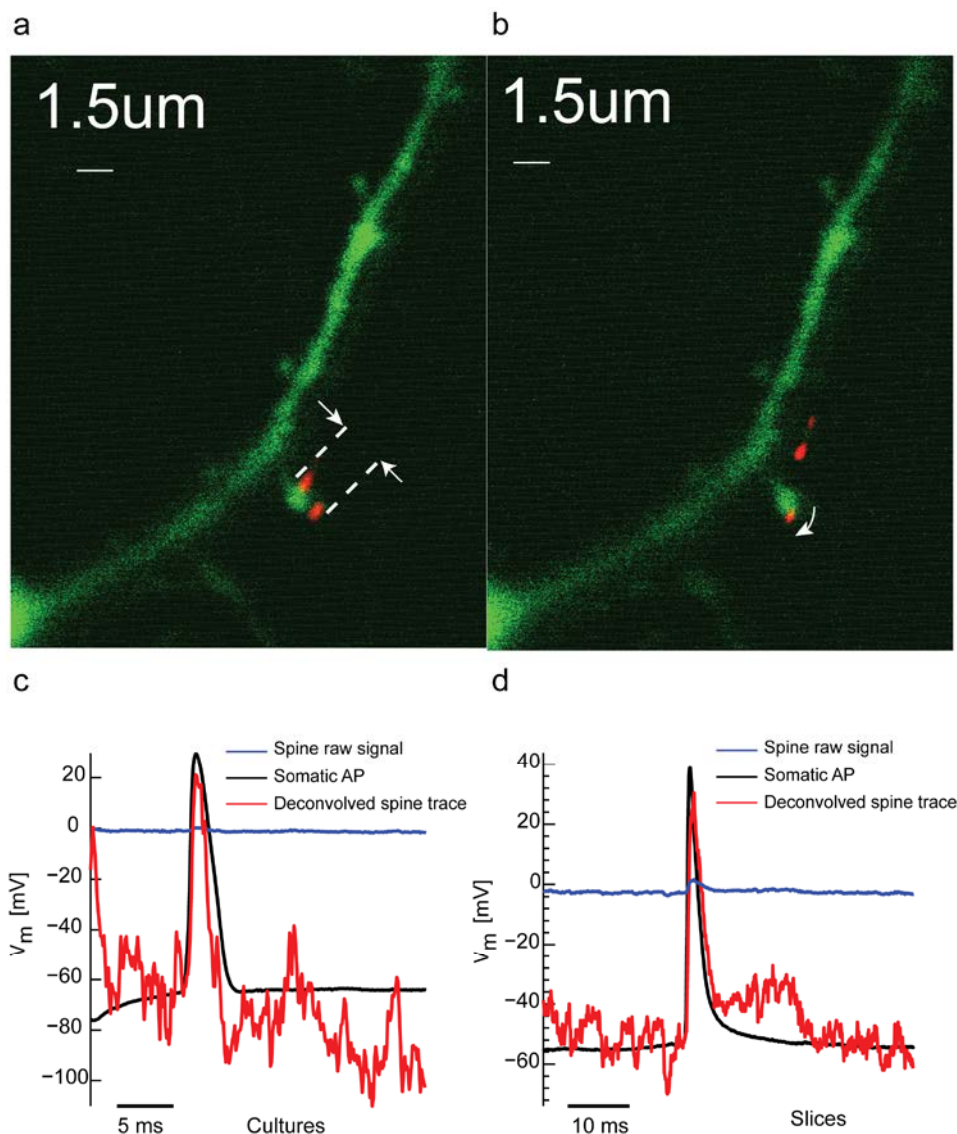 a
b
1.5um
1.5um
c
d
Spine raw signal
Somatic AP
Deconvolved spine trace
20
0
−20
−40
−60
−80
−100
Vm [mV]
5 ms
Cultures
Spine raw signal
Somatic AP
Deconvolved spine trace
40
20
0
−20
−40
−60
Vm [mV]
10 ms
Slices